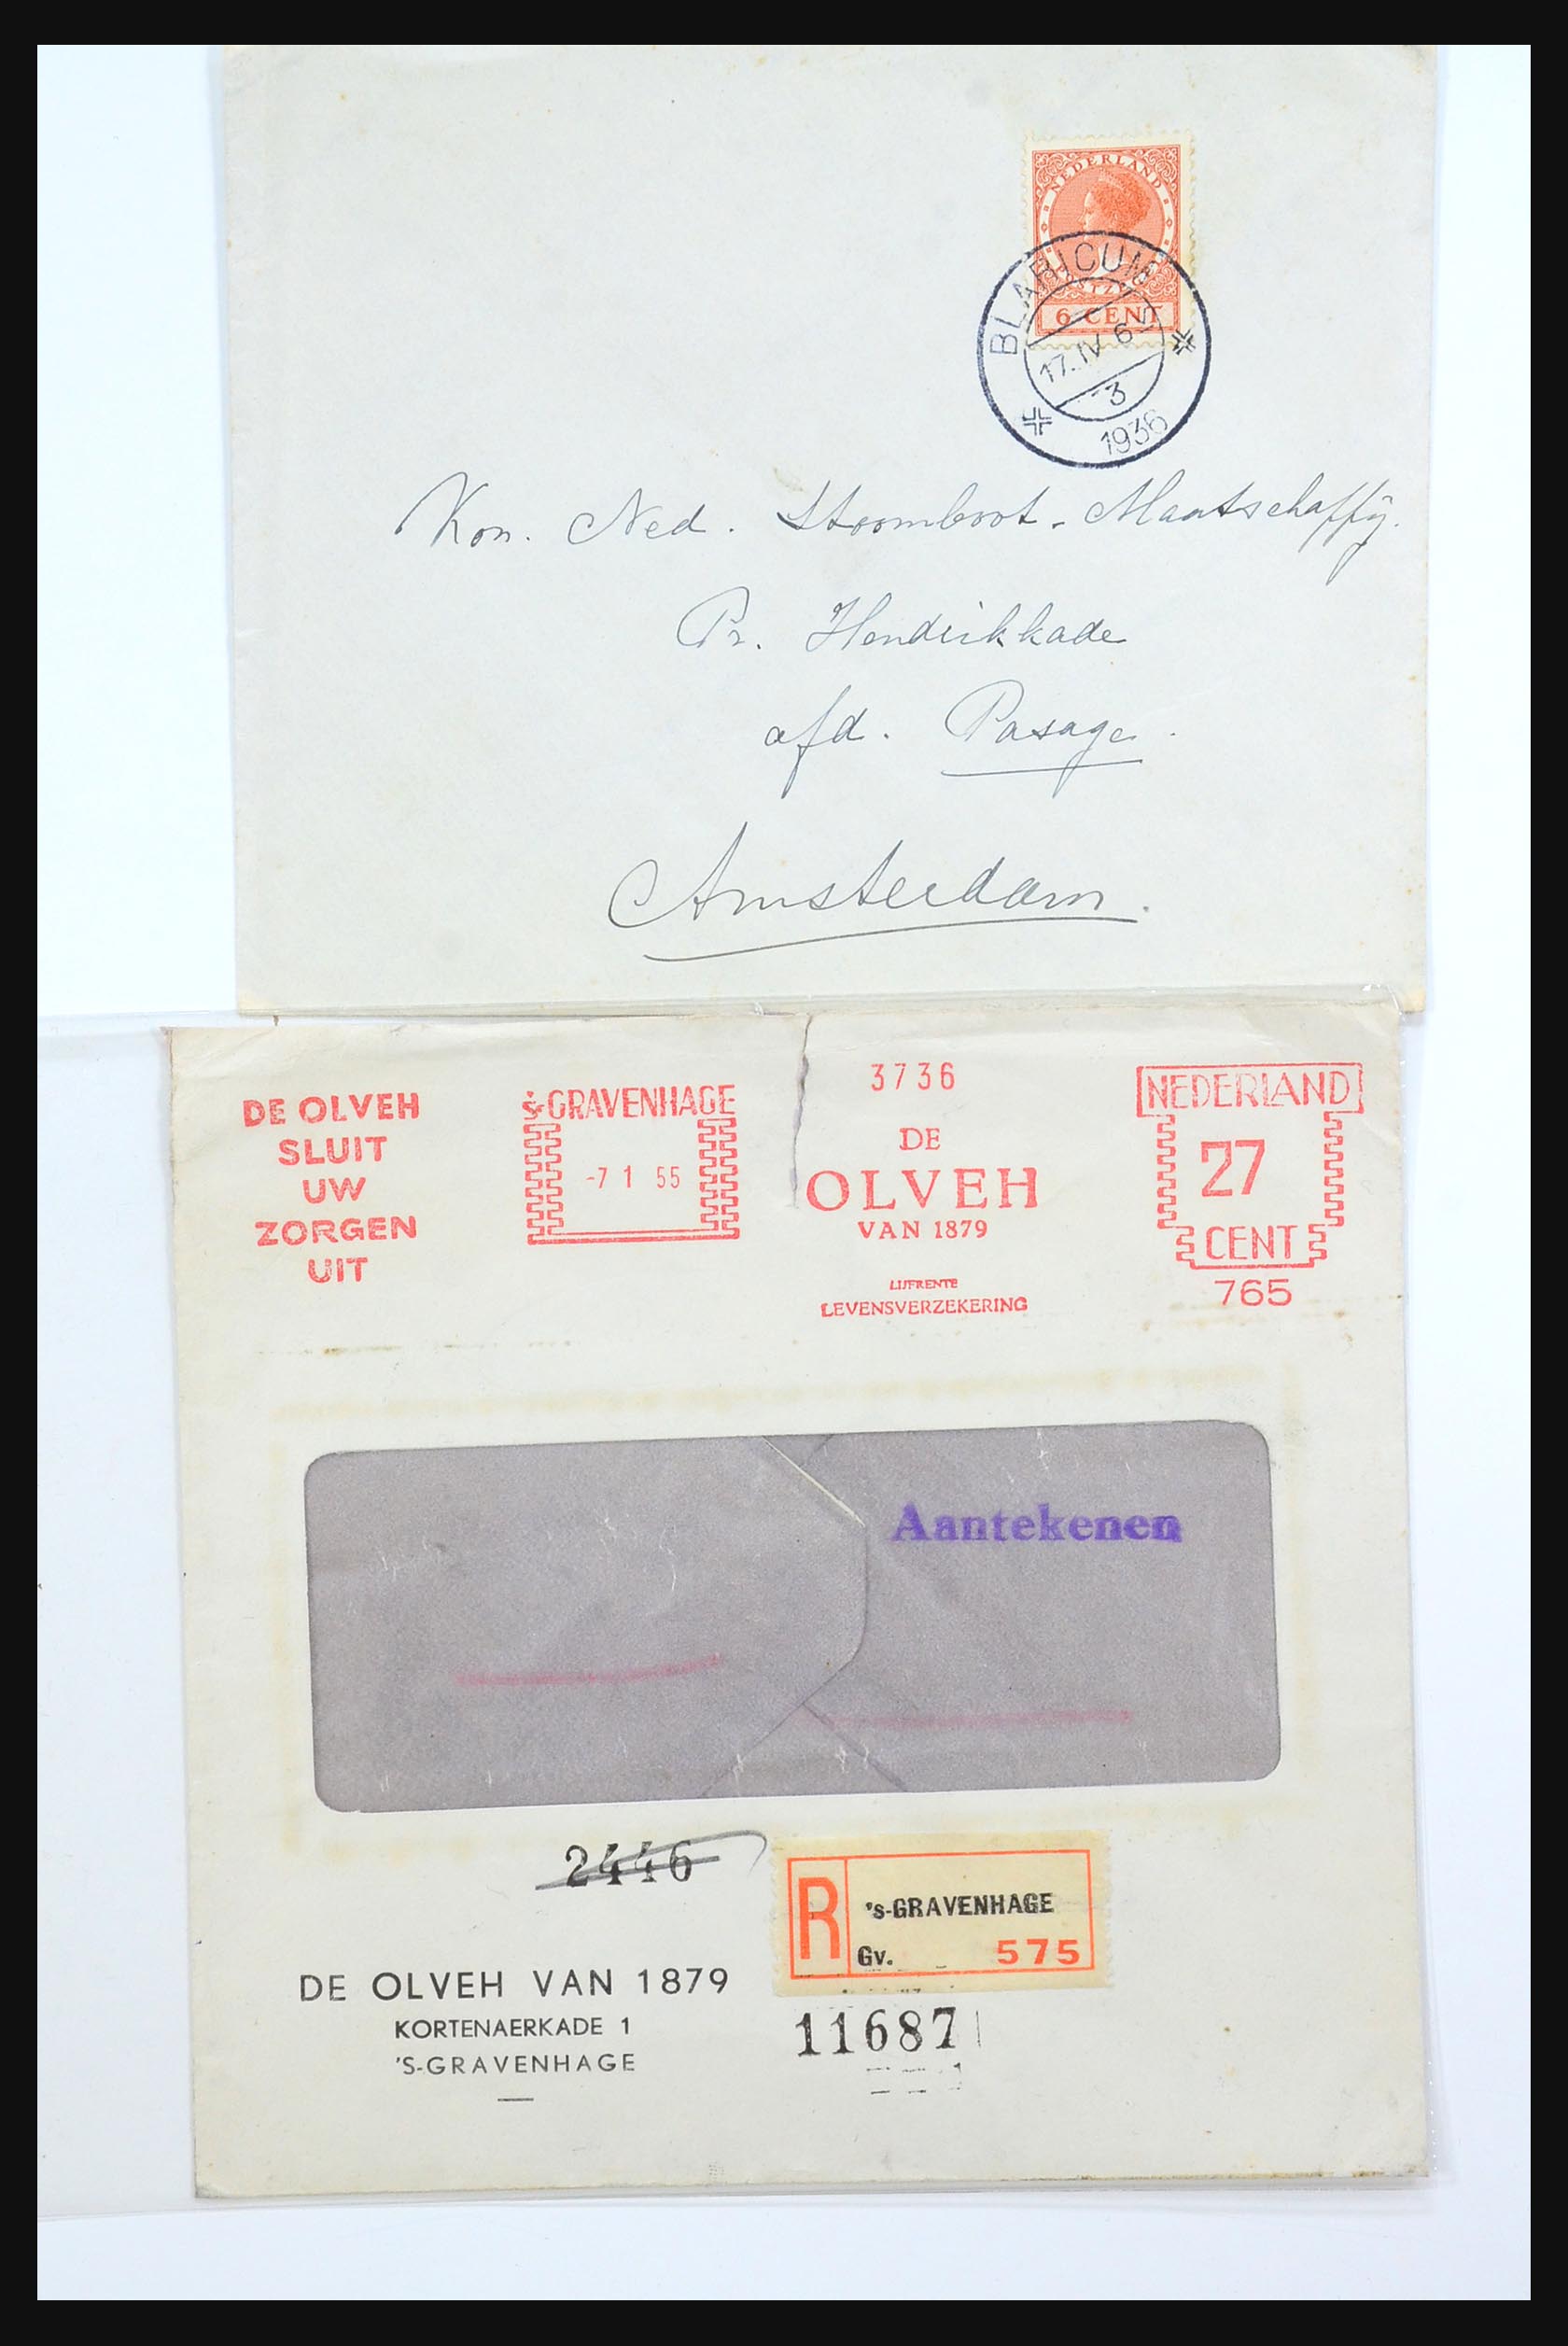 NEDERLAND
POSTZEGEL
6 CENT
BLARICUM
17.IV 6-5
3
1936
Kon. Ned. Stoomboot-Maatschappij.
Pr. Hendrikkade
afd. Pasage.
Amsterdam.
DE OLVEH
SLUIT
UW
ZORGEN
UIT
's-GRAVENHAGE
-7 1 55
3736
DE
OLVEH
VAN 1879
LIJFRENTE
LEVENSVERZEKERING
NEDERLAND
27
CENT
765
Aantekenen
2446
R
's-GRAVENHAGE
Gv. 575
DE OLVEH VAN 1879
KORTENAERKADE 1
'S-GRAVENHAGE
11687